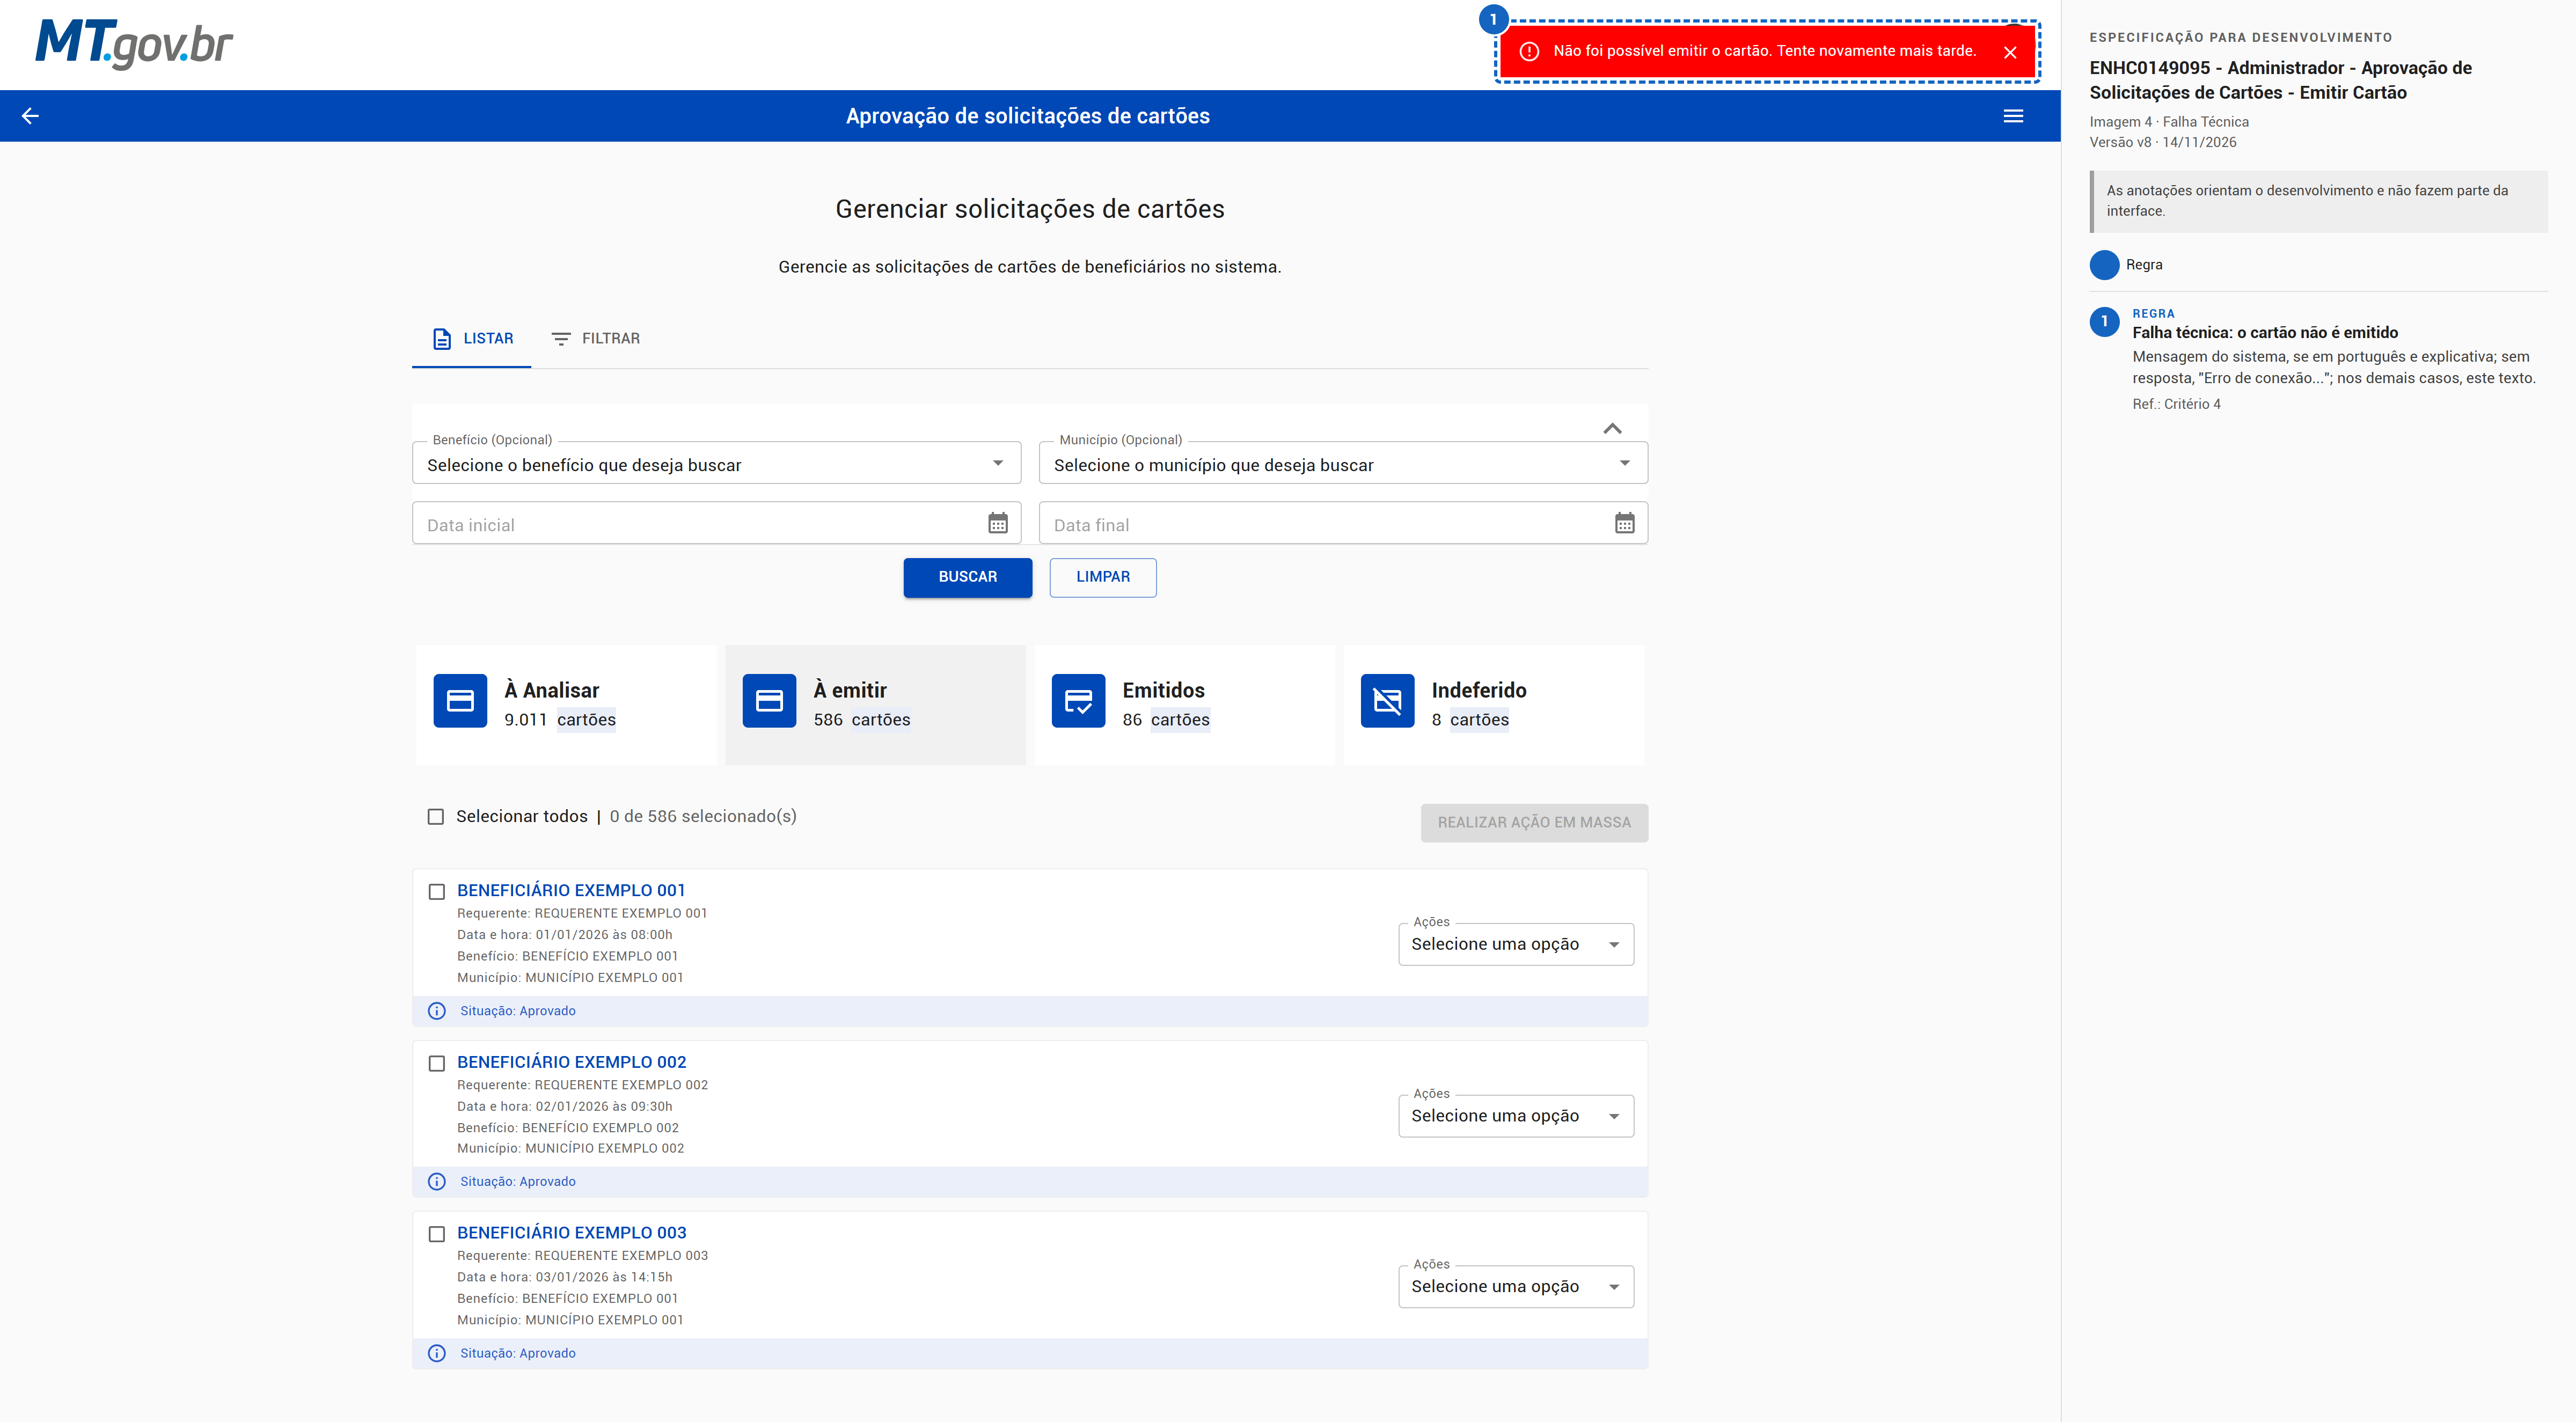 MT.gov.br
1
Não foi possível emitir o cartão. Tente novamente mais tarde.
Aprovação de solicitações de cartões
Gerenciar solicitações de cartões
Gerencie as solicitações de cartões de beneficiários no sistema.
LISTAR
FILTRAR
Benefício (Opcional)
Selecione o benefício que deseja buscar
Município (Opcional)
Selecione o município que deseja buscar
Data inicial
Data final
BUSCAR
LIMPAR
À Analisar
9.011 cartões
À emitir
586 cartões
Emitidos
86 cartões
Indeferido
8 cartões
Selecionar todos | 0 de 586 selecionado(s)
REALIZAR AÇÃO EM MASSA
BENEFICIÁRIO EXEMPLO 001
Requerente: REQUERENTE EXEMPLO 001
Data e hora: 01/01/2026 às 08:00h
Benefício: BENEFÍCIO EXEMPLO 001
Município: MUNICÍPIO EXEMPLO 001
Ações
Selecione uma opção
Situação: Aprovado
BENEFICIÁRIO EXEMPLO 002
Requerente: REQUERENTE EXEMPLO 002
Data e hora: 02/01/2026 às 09:30h
Benefício: BENEFÍCIO EXEMPLO 002
Município: MUNICÍPIO EXEMPLO 002
Ações
Selecione uma opção
Situação: Aprovado
BENEFICIÁRIO EXEMPLO 003
Requerente: REQUERENTE EXEMPLO 003
Data e hora: 03/01/2026 às 14:15h
Benefício: BENEFÍCIO EXEMPLO 001
Município: MUNICÍPIO EXEMPLO 001
Ações
Selecione uma opção
Situação: Aprovado
ESPECIFICAÇÃO PARA DESENVOLVIMENTO
ENHC0149095 - Administrador - Aprovação de
Solicitações de Cartões - Emitir Cartão
Imagem 4 · Falha Técnica
Versão v8 · 14/11/2026
As anotações orientam o desenvolvimento e não fazem parte da
interface.
Regra
1
REGRA
Falha técnica: o cartão não é emitido
Mensagem do sistema, se em português e explicativa; sem
resposta, "Erro de conexão..."; nos demais casos, este texto.
Ref.: Critério 4